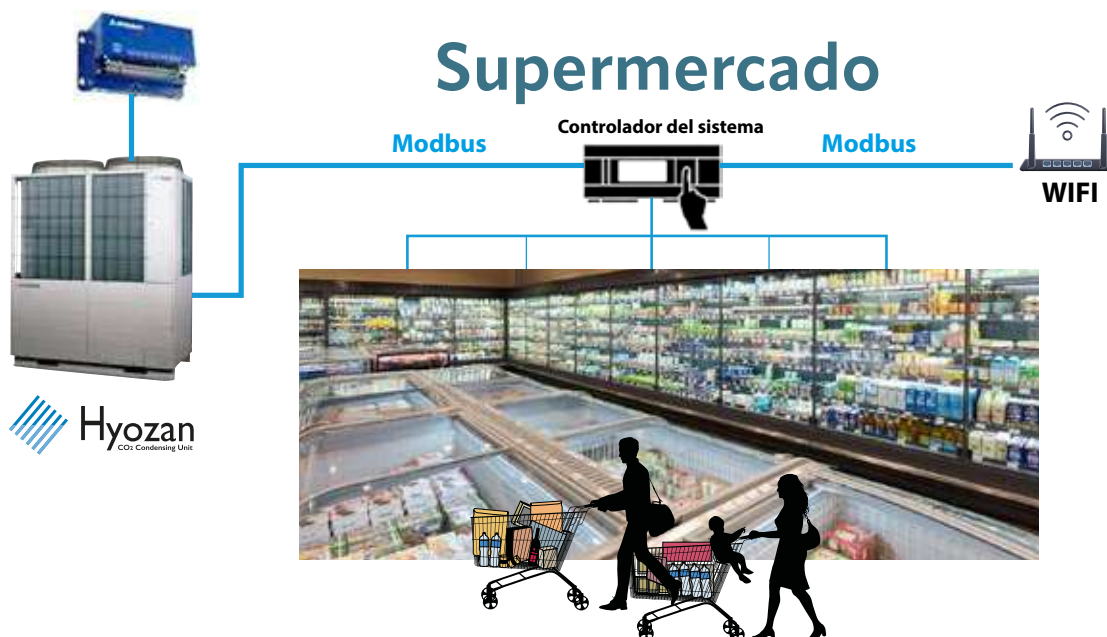 Supermercado
Controlador del sistema
Modbus
Modbus
WIFI
Hyozan
CO2 Condensing Unit